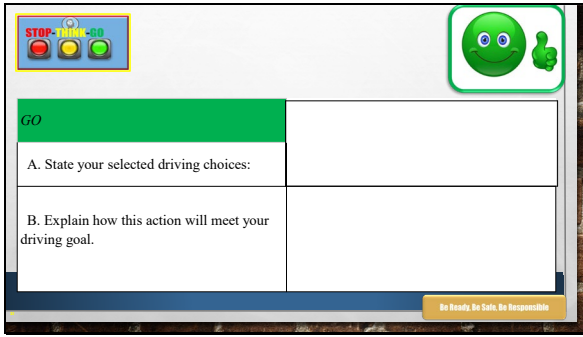 STOP-THINK-GO
GO
A. State your selected driving choices:
B. Explain how this action will meet your
driving goal.
Be Ready, Be Safe, Be Responsible